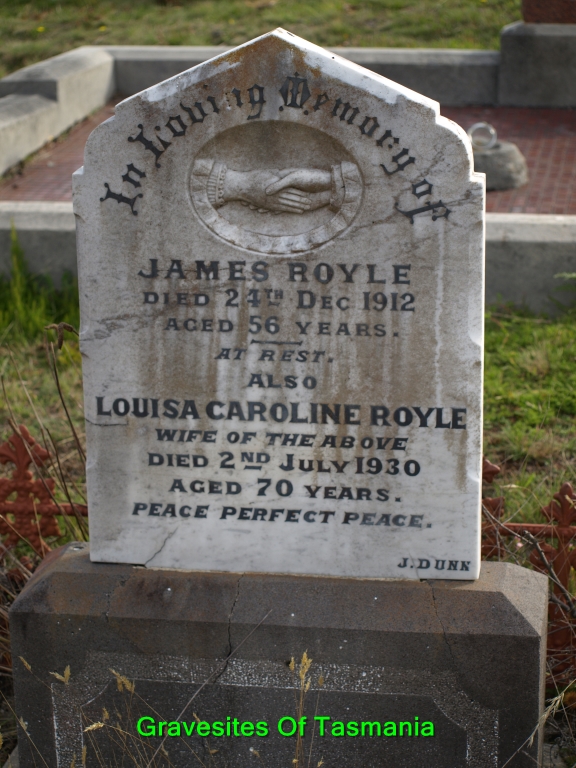 In Loving Memory of
JAMES ROYLE
DIED 24TH DEC 1912
AGED 56 YEARS.
AT REST.
ALSO
LOUISA CAROLINE ROYLE
WIFE OF THE ABOVE
DIED 2ND JULY 1930
AGED 70 YEARS.
PEACE PERFECT PEACE.
J. DUNN
Gravesites Of Tasmania